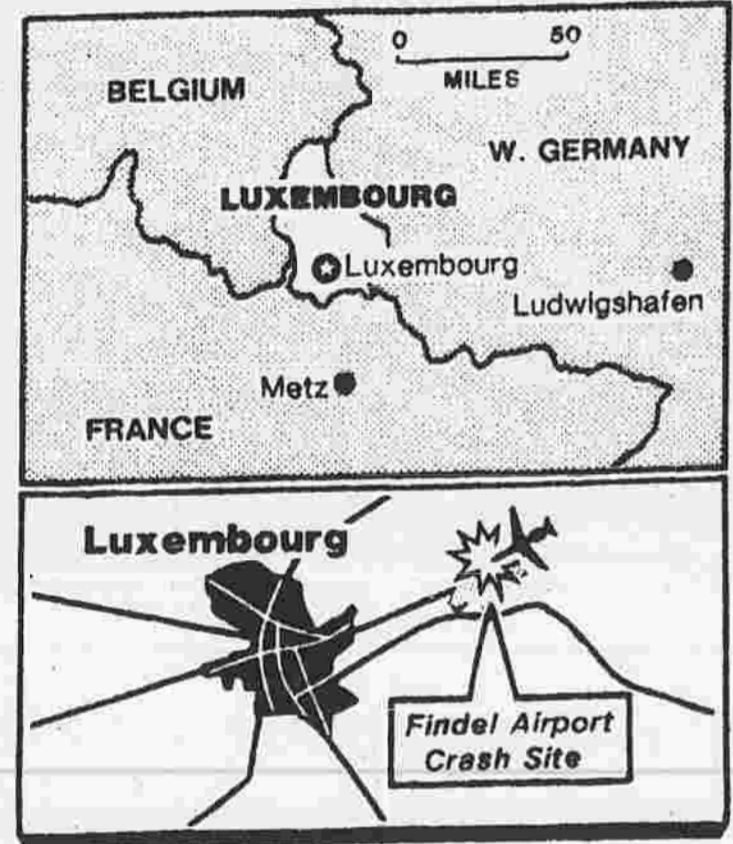 0 50
MILES
BELGIUM
W. GERMANY
LUXEMBOURG
Luxembourg
Ludwigshafen
Metz
FRANCE
Luxembourg
Findel Airport
Crash Site